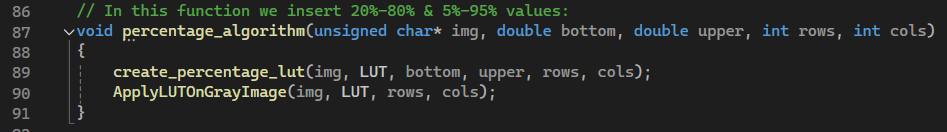 86 // In this function we insert 20%-80% & 5%-95% values:
87 void percentage_algorithm(unsigned char* img, double bottom, double upper, int rows, int cols)
88 {
89 create_percentage_lut(img, LUT, bottom, upper, rows, cols);
90 ApplyLUTOnGrayImage(img, LUT, rows, cols);
91 }